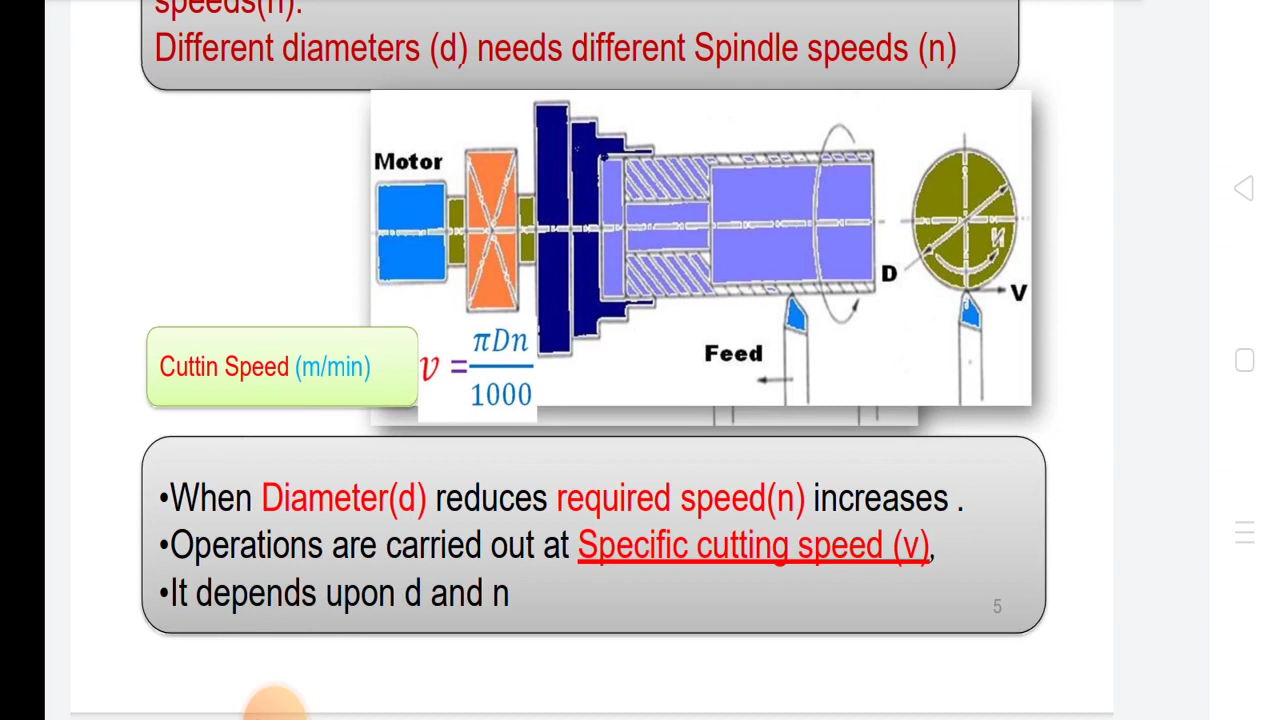 speeds(n).
Different diameters (d) needs different Spindle speeds (n)
Motor
D
n
V
Feed
Cuttin Speed (m/min)
v = πDn
1000
•When Diameter(d) reduces required speed(n) increases .
•Operations are carried out at Specific cutting speed (v),
•It depends upon d and n
5